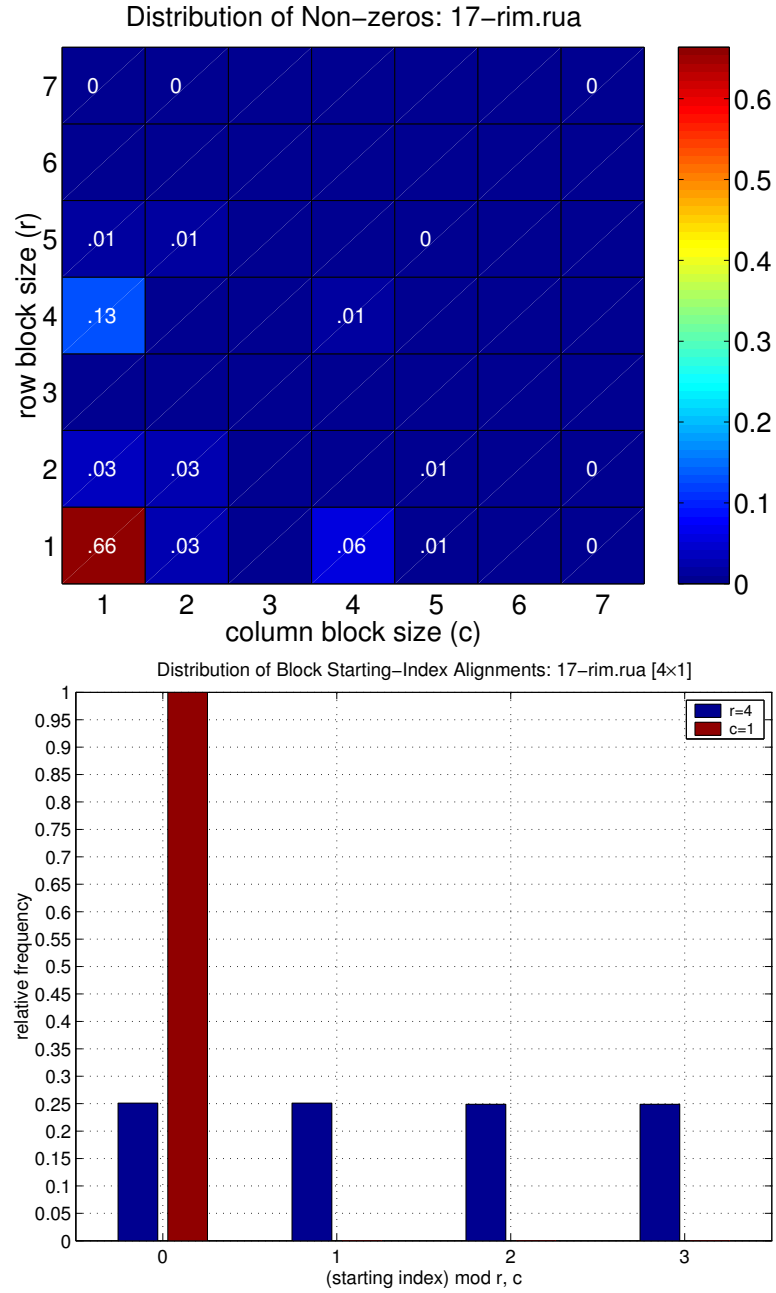 Distribution of Non−zeros: 17−rim.rua
7 0 0 0
6
5 .01 .01 0
4 .13 .01
3
2 .03 .03 .01 0
1 .66 .03 .06 .01 0
1 2 3 4 5 6 7
column block size (c)
row block size (r)
0.6
0.5
0.4
0.3
0.2
0.1
0
Distribution of Block Starting−Index Alignments: 17−rim.rua [4×1]
r=4
c=1
1
0.95
0.9
0.85
0.8
0.75
0.7
0.65
0.6
0.55
0.5
0.45
0.4
0.35
0.3
0.25
0.2
0.15
0.1
0.05
0
relative frequency
0 1 2 3
(starting index) mod r, c